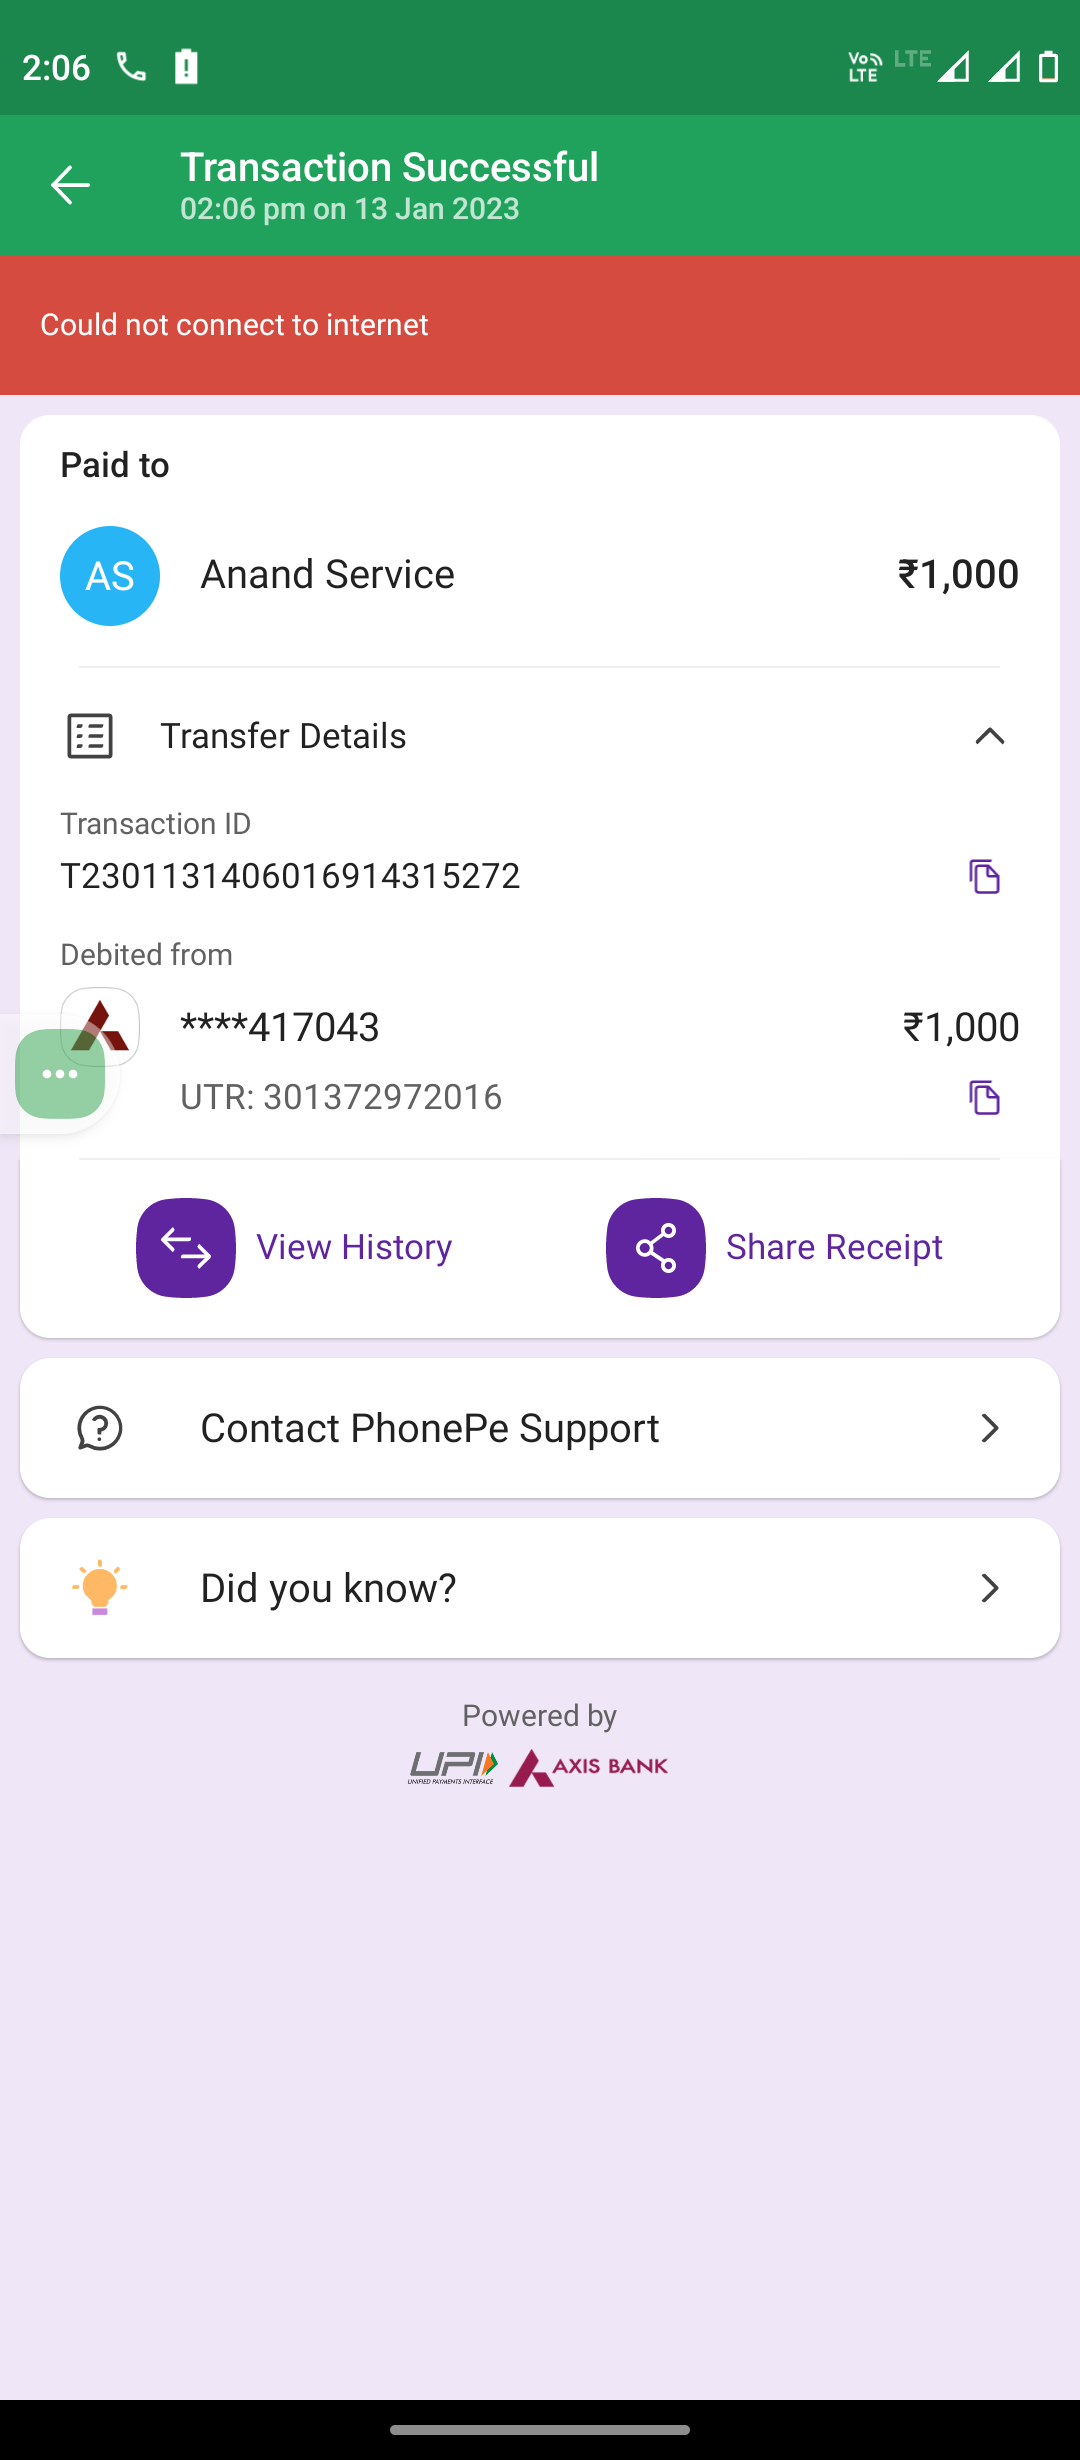 2:06
Vo LTE LTE
Transaction Successful
02:06 pm on 13 Jan 2023
Could not connect to internet
Paid to
AS Anand Service ₹1,000
Transfer Details
Transaction ID
T2301131406016914315272
Debited from
****417043 ₹1,000
UTR: 301372972016
View History Share Receipt
Contact PhonePe Support
Did you know?
Powered by
UPI AXIS BANK
UNIFIED PAYMENTS INTERFACE